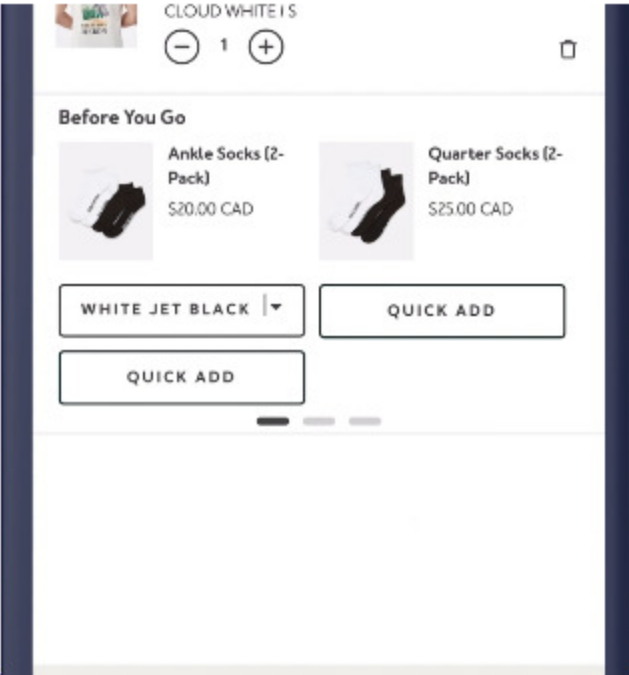 CLOUD WHITE | S
1
Before You Go
Ankle Socks (2-
Pack)
$20.00 CAD
Quarter Socks (2-
Pack)
$25.00 CAD
WHITE JET BLACK
QUICK ADD
QUICK ADD